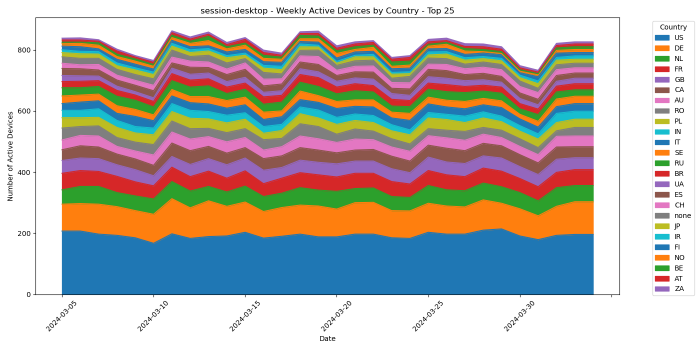 session-desktop - Weekly Active Devices by Country - Top 25
Number of Active Devices
800
600
400
200
0
2024-03-05
2024-03-10
2024-03-15
2024-03-20
2024-03-25
2024-03-30
Date
Country
US
DE
NL
FR
GB
CA
AU
RO
PL
IN
IT
SE
RU
BR
UA
ES
CH
none
JP
IR
FI
NO
BE
AT
ZA